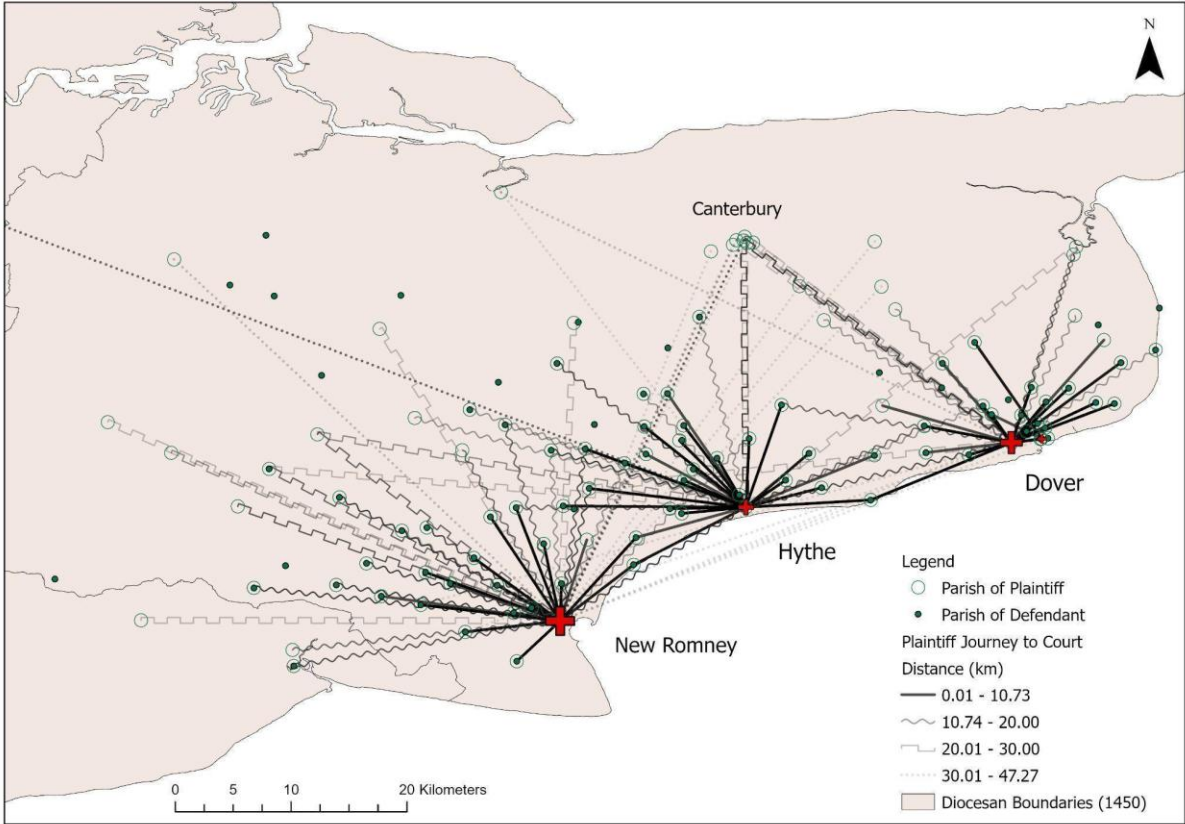 N
Canterbury
Dover
Hythe
New Romney
Legend
Parish of Plaintiff
Parish of Defendant
Plaintiff Journey to Court
Distance (km)
0.01 - 10.73
10.74 - 20.00
20.01 - 30.00
30.01 - 47.27
Diocesan Boundaries (1450)
0 5 10 20 Kilometers